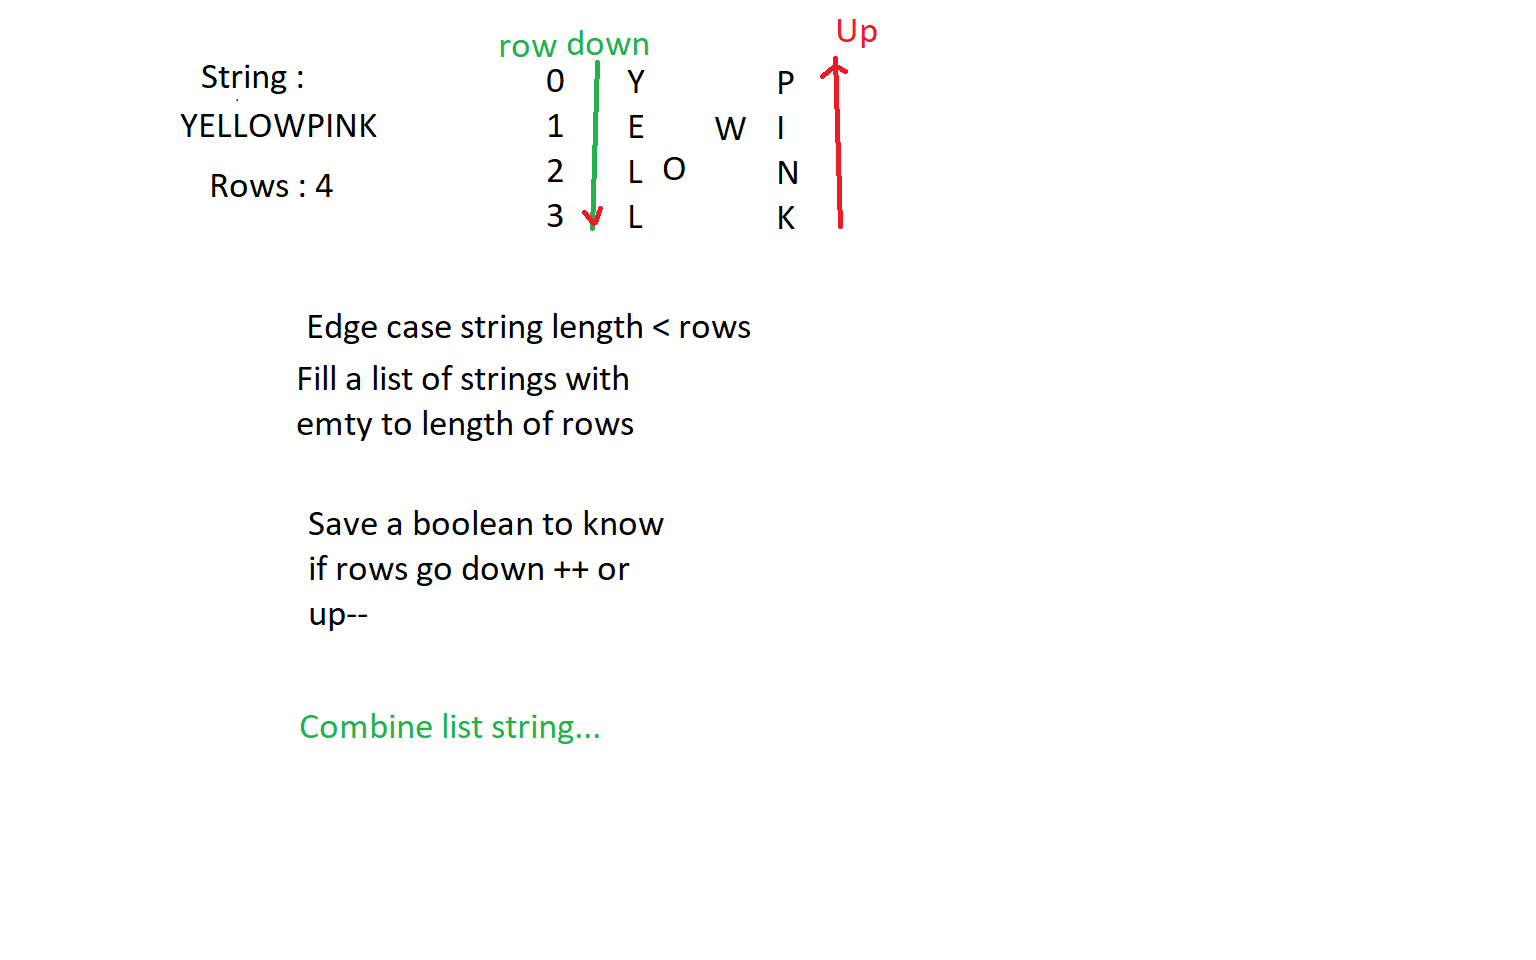 row down Up
String : 0 Y P
YELLOWPINK 1 E W I
Rows : 4 2 L O N
3 L K
Edge case string length < rows
Fill a list of strings with
emty to length of rows
Save a boolean to know
if rows go down ++ or
up--
Combine list string...